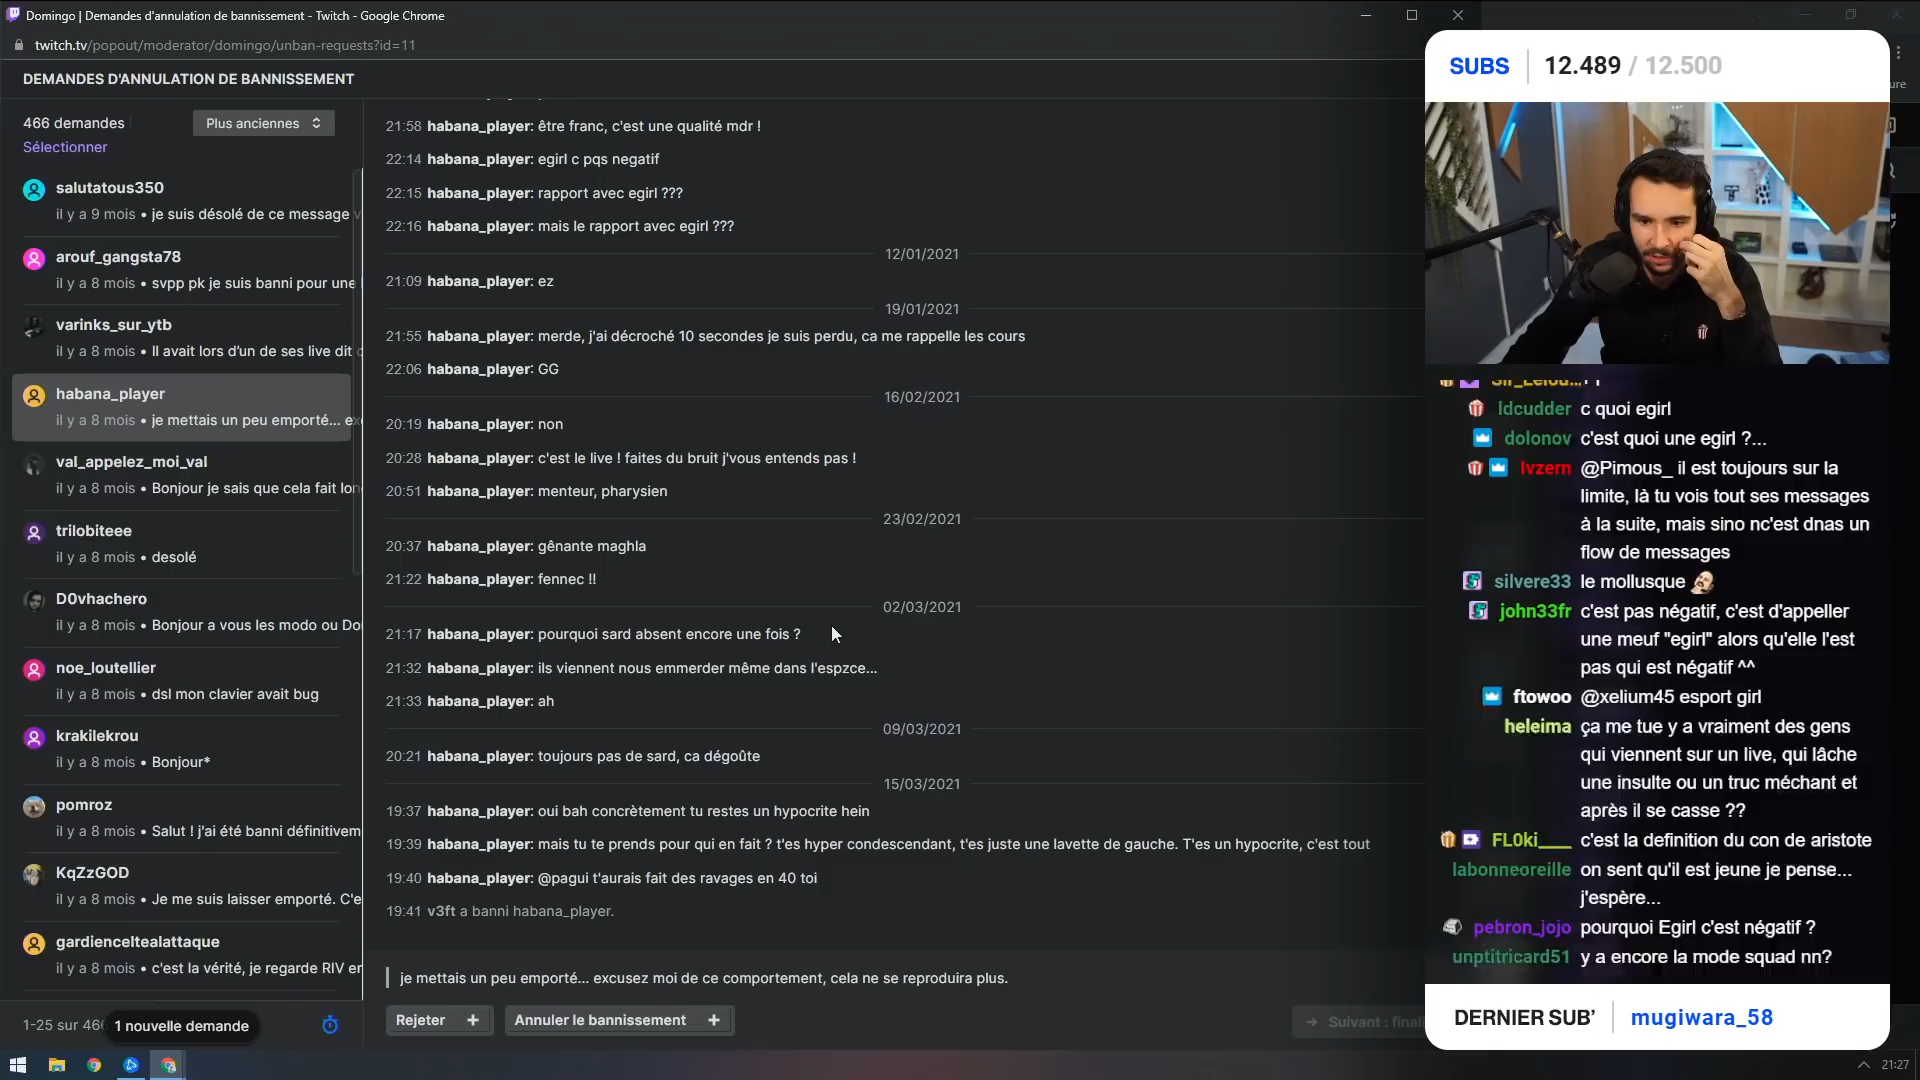 Domingo | Demandes d'annulation de bannissement - Twitch - Google Chrome
twitch.tv/popout/moderator/domingo/unban-requests?id=11
DEMANDES D'ANNULATION DE BANNISSEMENT
466 demandes
Plus anciennes
Sélectionner
salutatous350
il y a 9 mois • je suis désolé de ce message
arouf_gangsta78
il y a 8 mois • svpp pk je suis banni pour une
varinks_sur_ytb
il y a 8 mois • Il avait lors d'un de ses live dit
habana_player
il y a 8 mois • je mettais un peu emporté...
val_appelez_moi_val
il y a 8 mois • Bonjour je sais que cela fait lon
trilobiteee
il y a 8 mois • desolé
D0vhachero
il y a 8 mois • Bonjour a vous les modo ou Do
noe_loutellier
il y a 8 mois • dsl mon clavier avait bug
krakilekrou
il y a 8 mois • Bonjour*
pomroz
il y a 8 mois • Salut ! j'ai été banni définitivem
KqZzGOD
il y a 8 mois • Je me suis laisser emporté. C'e
gardienceltealattaque
il y a 8 mois • c'est la vérité, je regarde RIV er
1-25 sur 466
1 nouvelle demande
21:58 habana_player: être franc, c'est une qualité mdr !
22:14 habana_player: egirl c pqs negatif
22:15 habana_player: rapport avec egirl ???
22:16 habana_player: mais le rapport avec egirl ???
12/01/2021
21:09 habana_player: ez
19/01/2021
21:55 habana_player: merde, j'ai décroché 10 secondes je suis perdu, ca me rappelle les cours
22:06 habana_player: GG
16/02/2021
20:19 habana_player: non
20:28 habana_player: c'est le live ! faites du bruit j'vous entends pas !
20:51 habana_player: menteur, pharysien
23/02/2021
20:37 habana_player: gênante maghla
21:22 habana_player: fennec !!
02/03/2021
21:17 habana_player: pourquoi sard absent encore une fois ?
21:32 habana_player: ils viennent nous emmerder même dans l'espzce...
21:33 habana_player: ah
09/03/2021
20:21 habana_player: toujours pas de sard, ca dégoûte
15/03/2021
19:37 habana_player: oui bah concrètement tu restes un hypocrite hein
19:39 habana_player: mais tu te prends pour qui en fait ? t'es hyper condescendant, t'es juste une lavette de gauche. T'es un hypocrite, c'est tout
19:40 habana_player: @pagui t'aurais fait des ravages en 40 toi
19:41 v3ft a banni habana_player.
je mettais un peu emporté... excusez moi de ce comportement, cela ne se reproduira plus.
Rejeter +
Annuler le bannissement +
→ Suivant : final
SUBS 12.489 / 12.500
ldcudder c quoi egirl
dolonov c'est quoi une egirl ?...
lvzern @Pimous_ il est toujours sur la
limite, là tu vois tout ses messages
à la suite, mais sino nc'est dnas un
flow de messages
silvere33 le mollusque
john33fr c'est pas négatif, c'est d'appeller
une meuf "egirl" alors qu'elle l'est
pas qui est négatif ^^
ftowoo @xelium45 esport girl
heleima ça me tue y a vraiment des gens
qui viennent sur un live, qui lâche
une insulte ou un truc méchant et
après il se casse ??
FL0ki____ c'est la definition du con de aristote
labonneoreille on sent qu'il est jeune je pense...
j'espère...
pebron_jojo pourquoi Egirl c'est négatif ?
unptitricard51 y a encore la mode squad nn?
DERNIER SUB' mugiwara_58
21:27